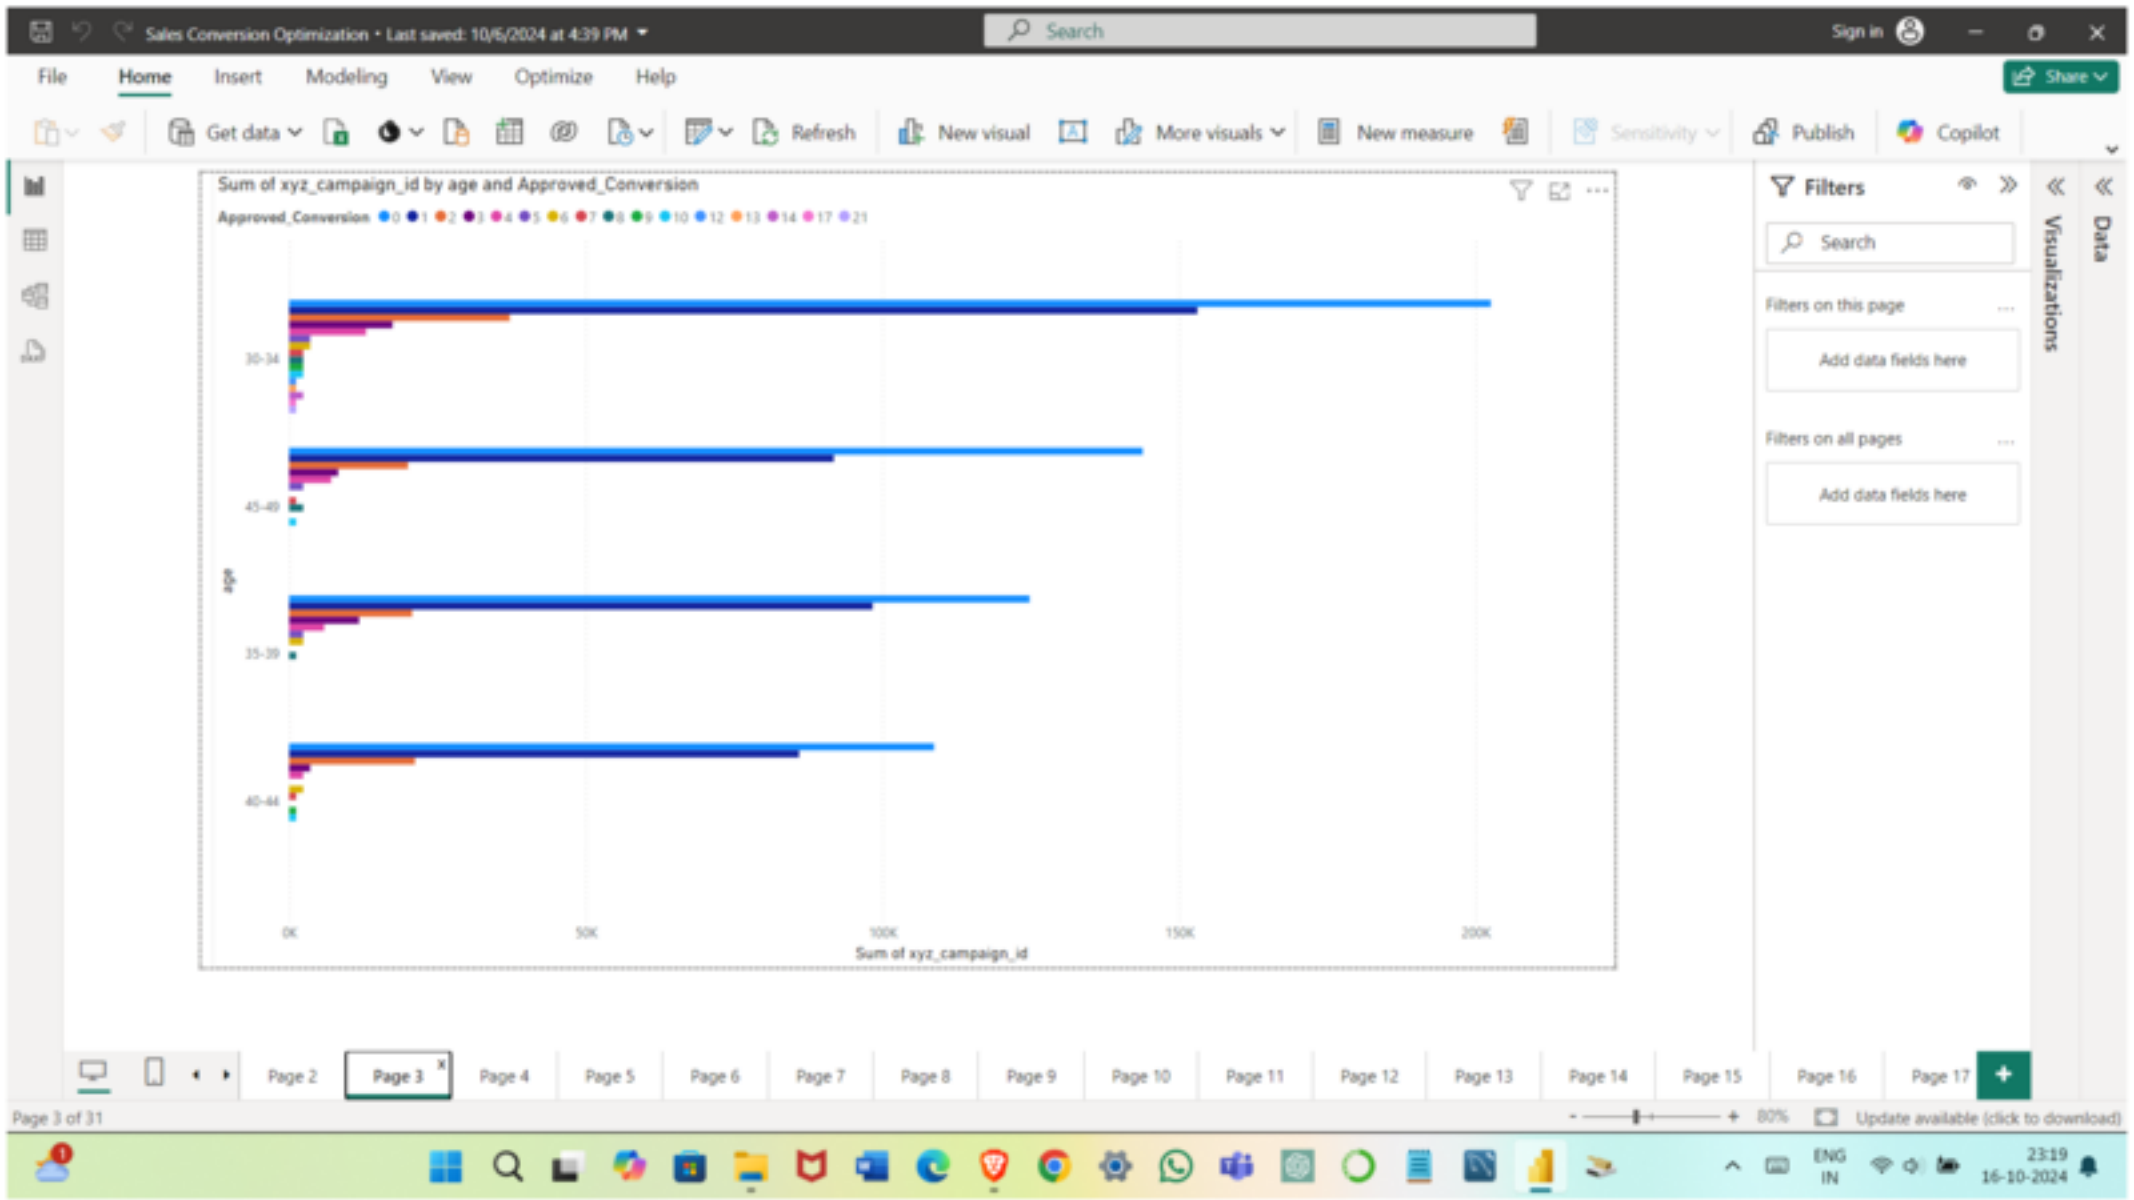 Sales Conversion Optimization • Last saved: 10/6/2024 at 4:39 PM
Search
Sign in
File Home Insert Modeling View Optimize Help
Share
Get data
Refresh
New visual
More visuals
New measure
Sensitivity
Publish
Copilot
Sum of xyz_campaign_id by age and Approved_Conversion
Approved_Conversion 0 1 2 3 4 5 6 7 8 9 10 12 13 14 17 21
30-34
45-49
age
35-39
40-44
0K 50K 100K 150K 200K
Sum of xyz_campaign_id
Filters
Search
Filters on this page
...
Add data fields here
Filters on all pages
...
Add data fields here
Visualizations
Data
Page 2 Page 3 x Page 4 Page 5 Page 6 Page 7 Page 8 Page 9 Page 10 Page 11 Page 12 Page 13 Page 14 Page 15 Page 16 Page 17 +
Page 3 of 31
- + 80%
Update available (click to download)
1
ENG
IN
23:19
16-10-2024